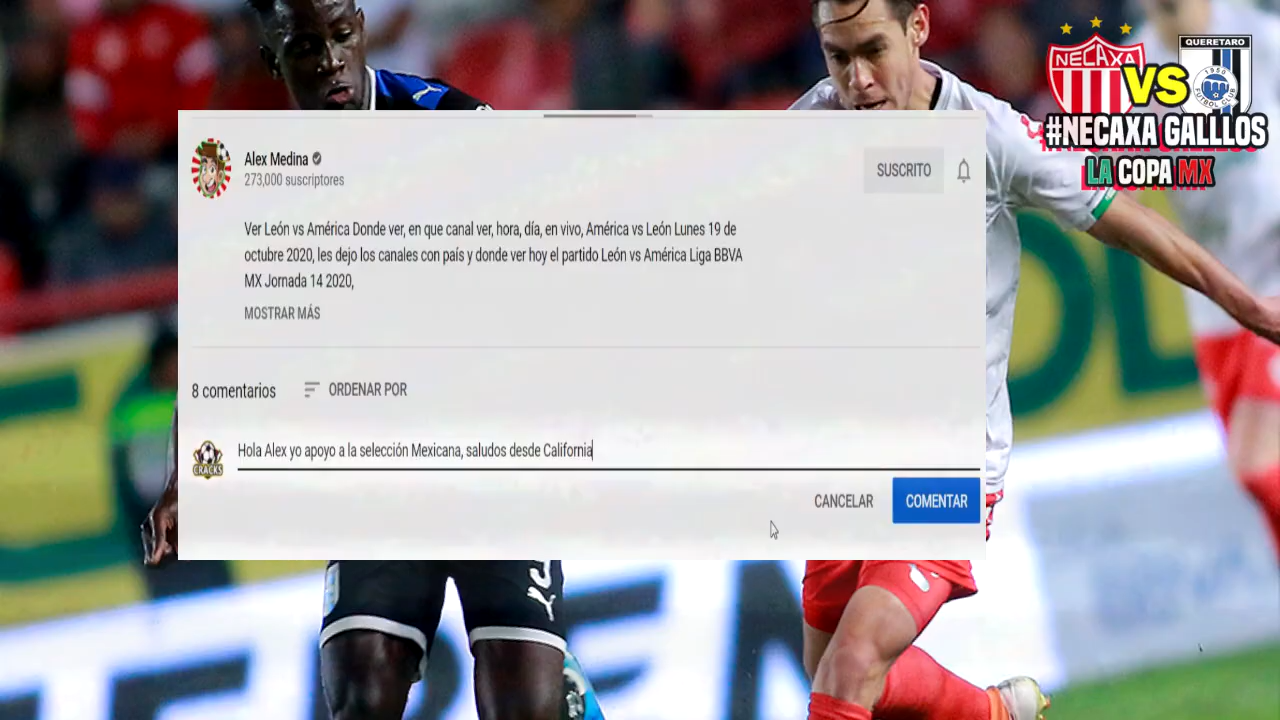 NECAXA
VS
QUERETARO
1950
FUTBOL CLUB
#NECAXA GALLLOS
LA COPA MX
Alex Medina
273,000 suscriptores
SUSCRITO
Ver León vs América Donde ver, en que canal ver, hora, día, en vivo, América vs León Lunes 19 de
octubre 2020, les dejo los canales con país y donde ver hoy el partido León vs América Liga BBVA
MX Jornada 14 2020,
MOSTRAR MÁS
8 comentarios
ORDENAR POR
CRACKS
Hola Alex yo apoyo a la selección Mexicana, saludos desde California
CANCELAR
COMENTAR